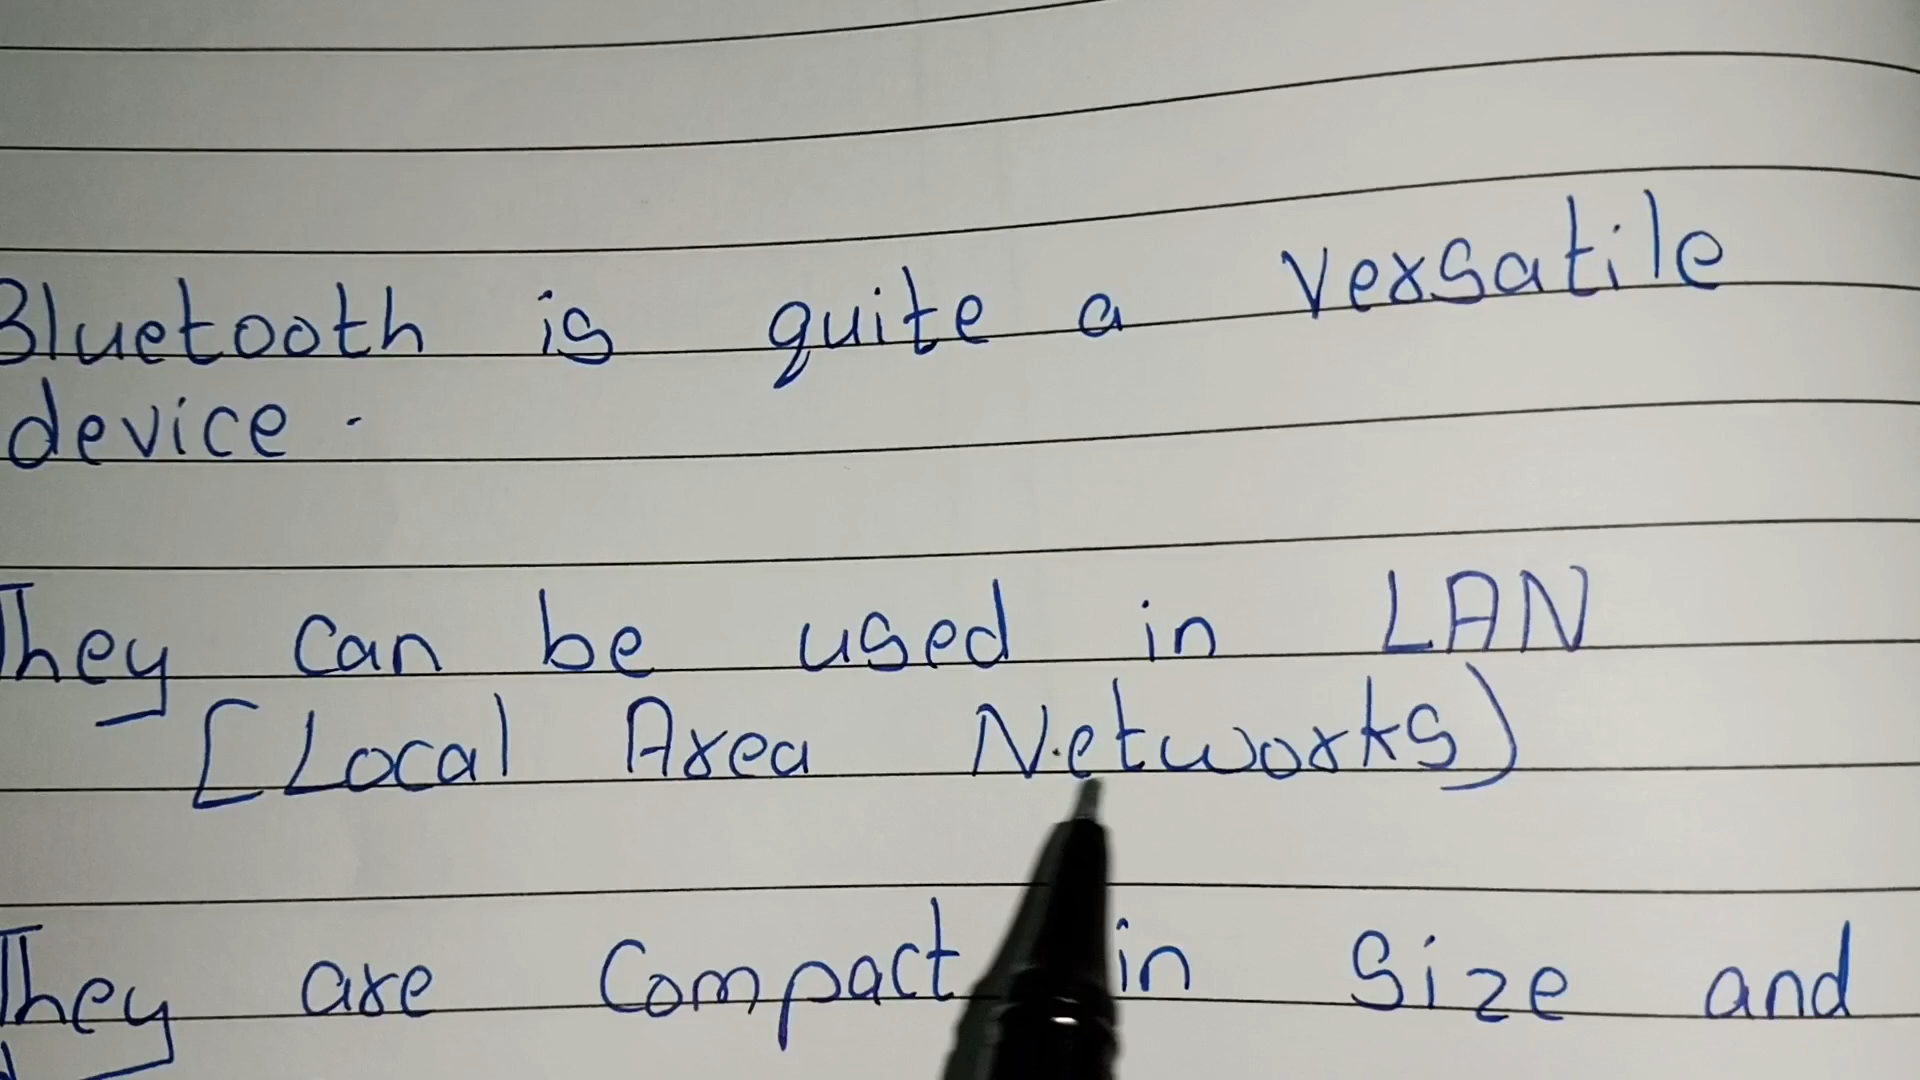 Bluetooth is quite a versatile
device.
They can be used in LAN
[Local Area Networks)
They are Compact in Size and